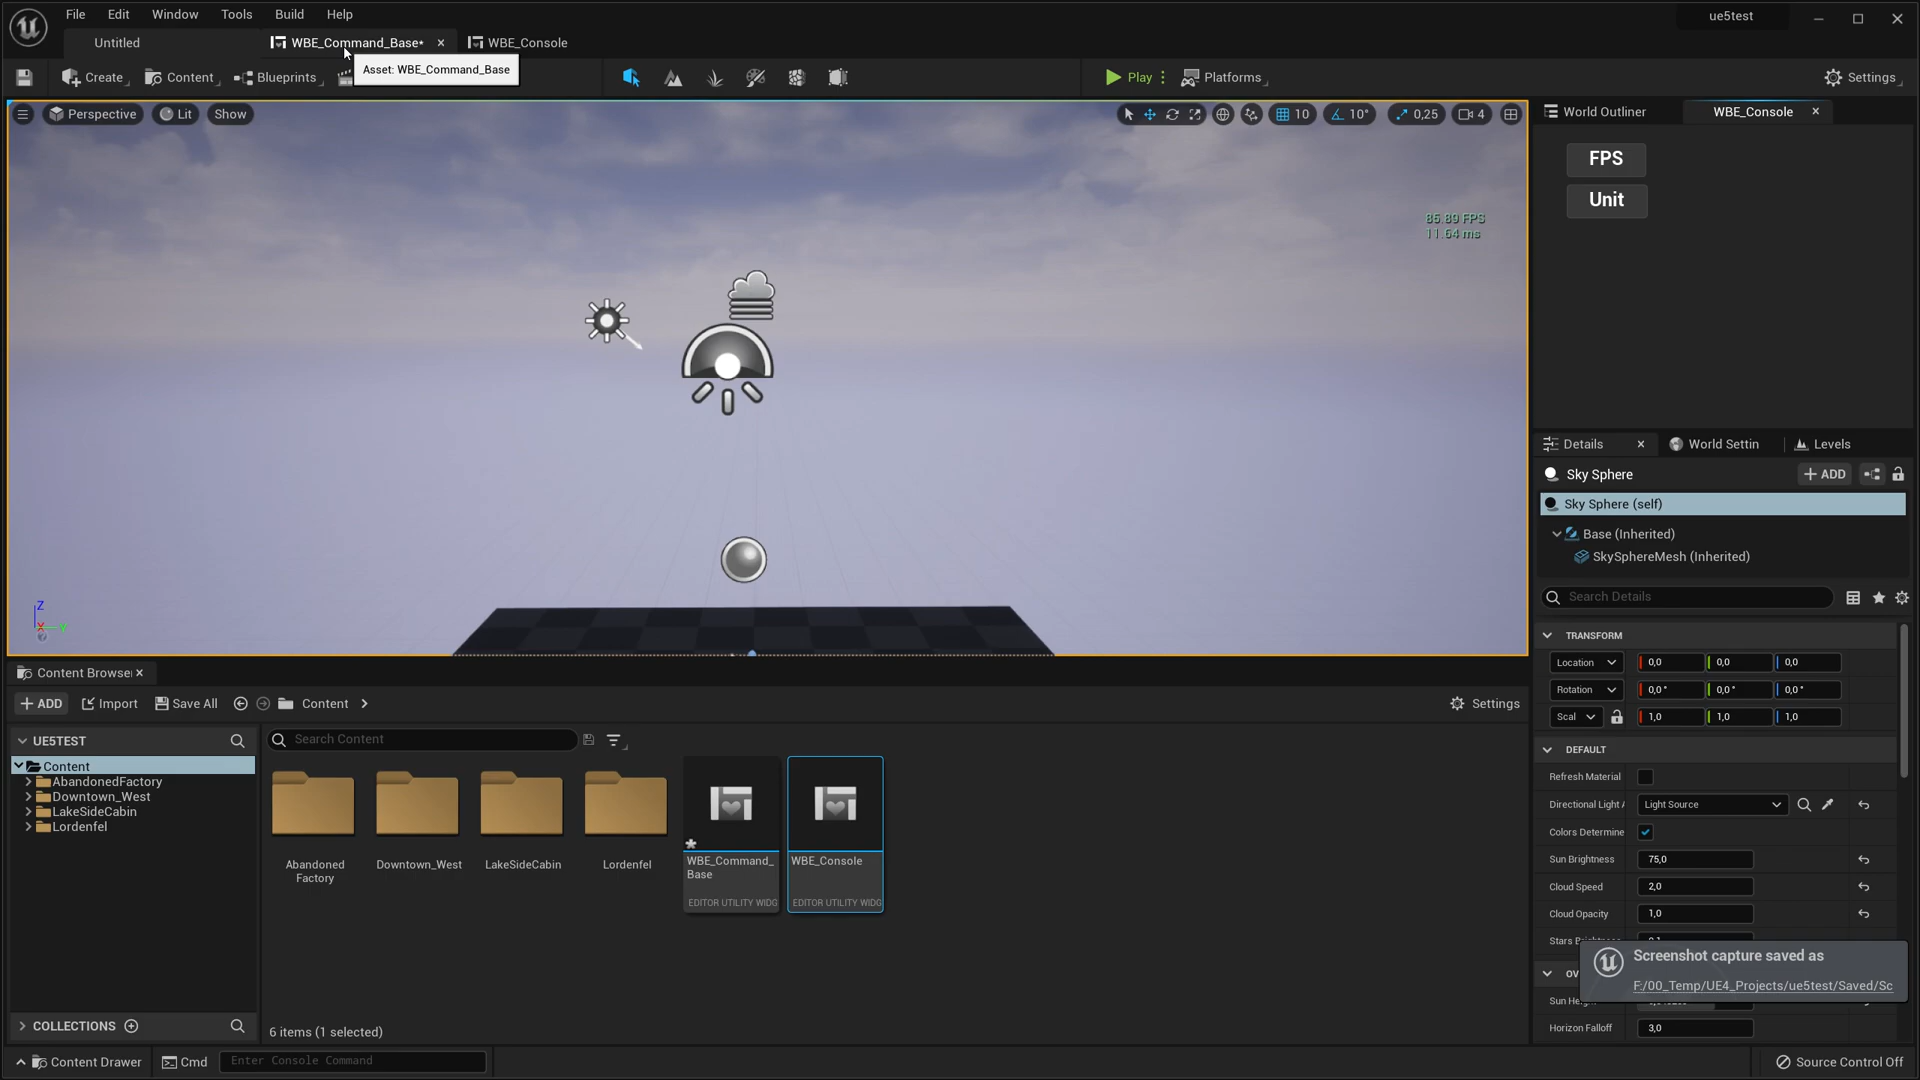 File Edit Window Tools Build Help
ue5test
Untitled
WBE_Command_Base*
WBE_Console
Asset: WBE_Command_Base
Create
Content
Blueprints
Play
Platforms
Settings
Perspective
Lit
Show
10
10°
0,25
4
85.89 FPS
11.64 ms
World Outliner
WBE_Console
FPS
Unit
Details
World Settin
Levels
Sky Sphere
ADD
Sky Sphere (self)
Base (Inherited)
SkySphereMesh (Inherited)
Search Details
TRANSFORM
Location 0,0 0,0 0,0
Rotation 0,0° 0,0° 0,0°
Scal 1,0 1,0 1,0
DEFAULT
Refresh Material
Directional Light A Light Source
Colors Determine
Sun Brightness 75,0
Cloud Speed 2,0
Cloud Opacity 1,0
Stars
OV
Sun
Horizon Falloff 3,0
Screenshot capture saved as
F:/00_Temp/UE4_Projects/ue5test/Saved/Sc
Z
X
Y
Content Browse
ADD
Import
Save All
Content
Settings
UE5TEST
Search Content
Content
AbandonedFactory
Downtown_West
LakeSideCabin
Lordenfel
Abandoned
Factory
Downtown_West
LakeSideCabin
Lordenfel
WBE_Command_
Base
EDITOR UTILITY WIDG
WBE_Console
EDITOR UTILITY WIDG
COLLECTIONS
6 items (1 selected)
Content Drawer
Cmd
Enter Console Command
Source Control Off